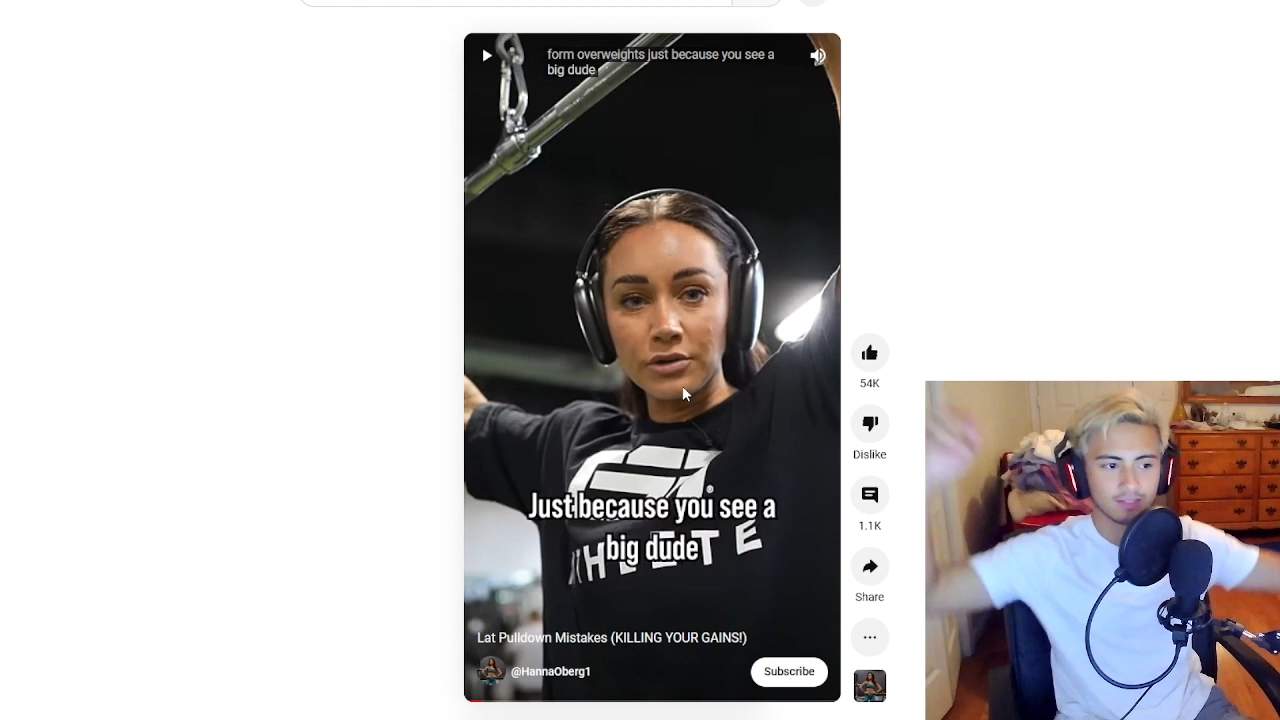 form overweights just because you see a
big dude
Just because you see a
big dude
Lat Pulldown Mistakes (KILLING YOUR GAINS!)
@HannaOberg1
Subscribe
54K
Dislike
1.1K
Share